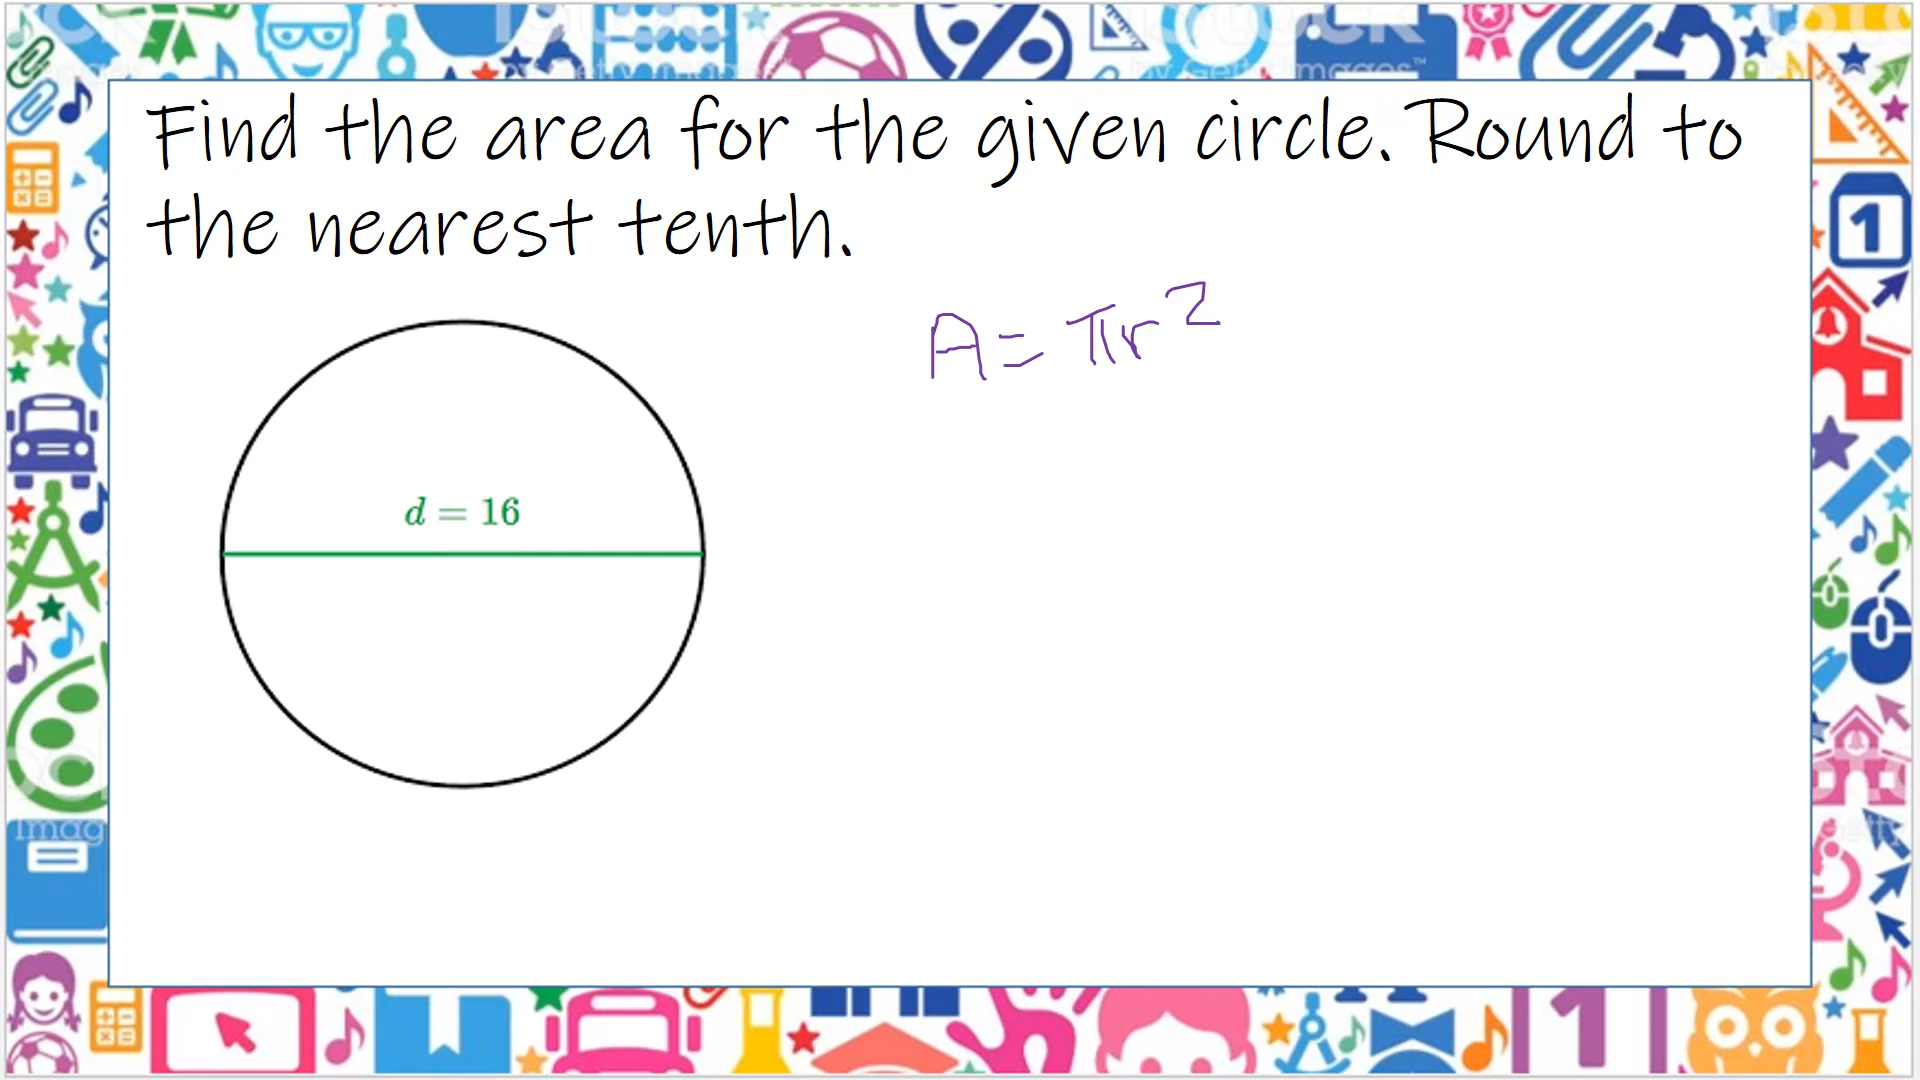 Find the area for the given circle. Round to
the nearest tenth.
A = πr²
d = 16